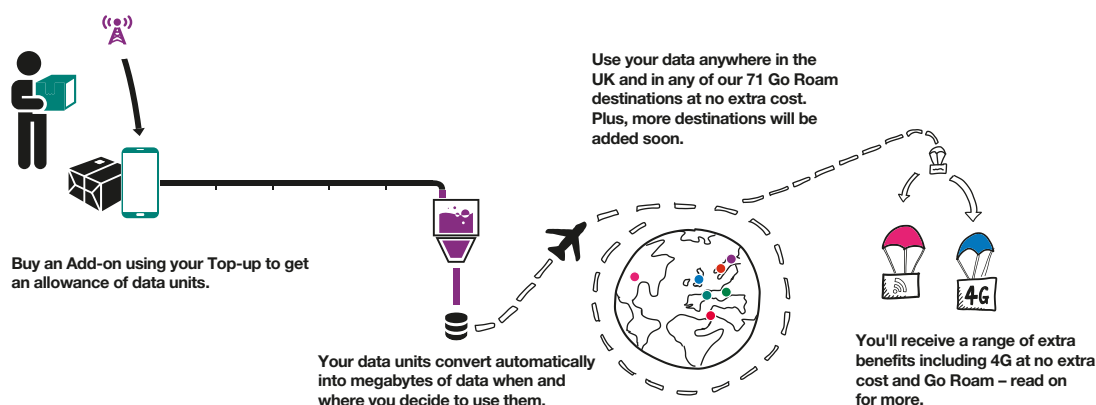 Use your data anywhere in the
UK and in any of our 71 Go Roam
destinations at no extra cost.
Plus, more destinations will be
added soon.
Buy an Add-on using your Top-up to get
an allowance of data units.
Your data units convert automatically
into megabytes of data when and
where you decide to use them.
4G
You'll receive a range of extra
benefits including 4G at no extra
cost and Go Roam – read on
for more.